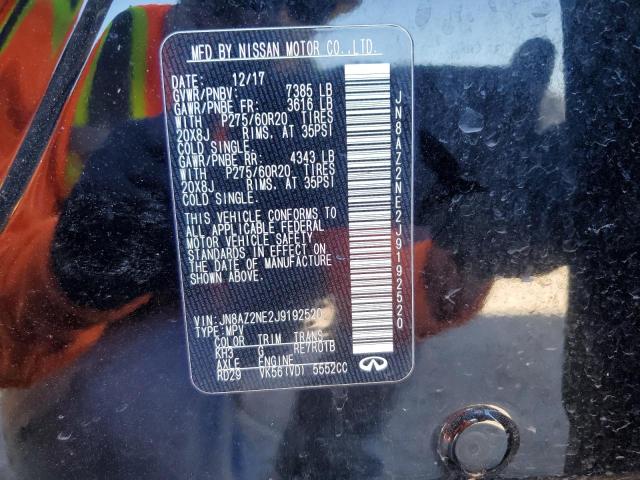 MFD BY NISSAN MOTOR CO.,LTD.
DATE: 12/17
GVWR/PNBV: 7385 LB
GAWR/PNBE FR: 3616 LB
WITH P275/60R20 TIRES
20X8J RIMS. AT 35PSI
COLD SINGLE.
GAWR/PNBE RR: 4343 LB
WITH P275/60R20 TIRES
20X8J RIMS. AT 35PSI
COLD SINGLE.
THIS VEHICLE CONFORMS TO
ALL APPLICABLE FEDERAL
MOTOR VEHICLE SAFETY
STANDARDS IN EFFECT ON
THE DATE OF MANUFACTURE
SHOWN ABOVE.
VIN:JN8AZ2NE2J9192520
TYPE:MPV
COLOR TRIM TRANS
KH3 G RE7R01B
AXLE ENGINE
RD29 VK56(VD) 5552CC
JN8AZ2NE2J9192520